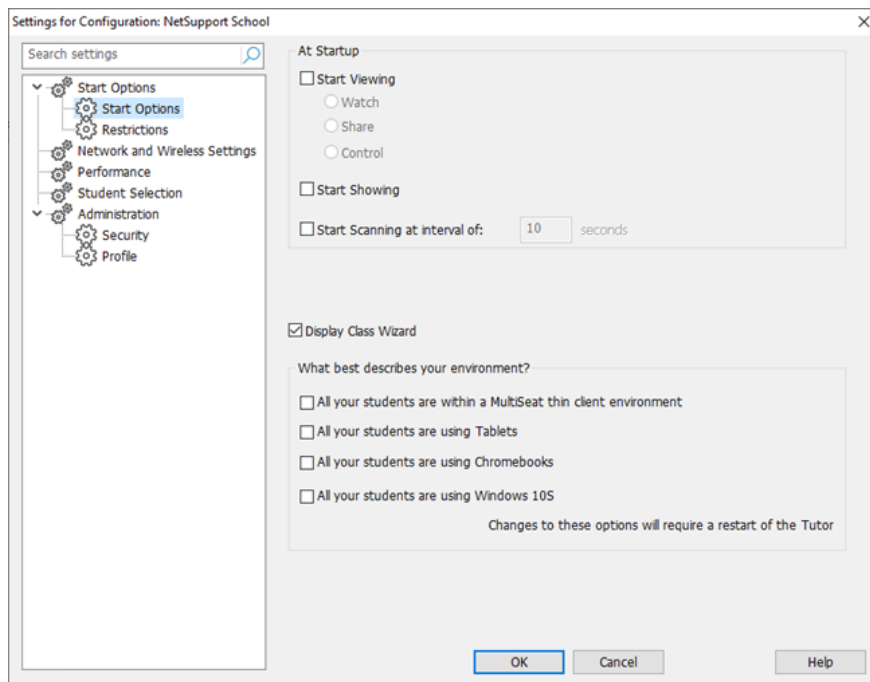 Settings for Configuration: NetSupport School
Search settings
Start Options
Start Options
Restrictions
Network and Wireless Settings
Performance
Student Selection
Administration
Security
Profile
At Startup
Start Viewing
Watch
Share
Control
Start Showing
Start Scanning at interval of: 10 seconds
Display Class Wizard
What best describes your environment?
All your students are within a MultiSeat thin client environment
All your students are using Tablets
All your students are using Chromebooks
All your students are using Windows 10S
Changes to these options will require a restart of the Tutor
OK Cancel Help